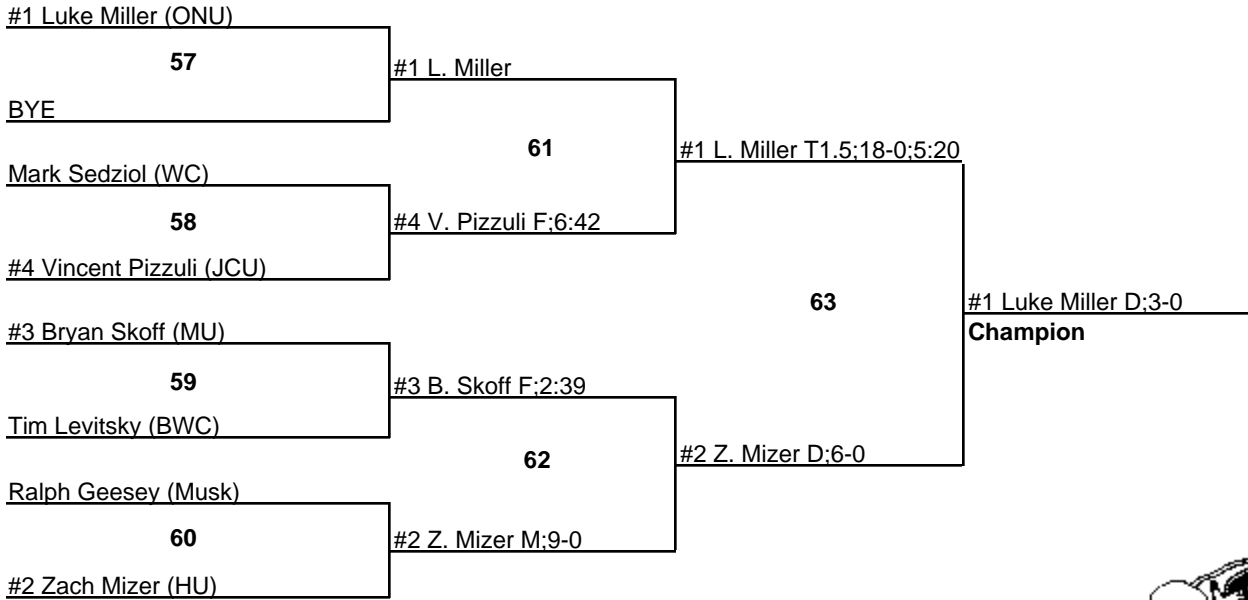 #1 Luke Miller (ONU)
57
#1 L. Miller
BYE
61
#1 L. Miller T1.5;18-0;5:20
Mark Sedziol (WC)
58
#4 V. Pizzuli F;6:42
#4 Vincent Pizzuli (JCU)
63
#1 Luke Miller D;3-0
Champion
#3 Bryan Skoff (MU)
59
#3 B. Skoff F;2:39
Tim Levitsky (BWC)
62
#2 Z. Mizer D;6-0
Ralph Geesey (Musk)
60
#2 Z. Mizer M;9-0
#2 Zach Mizer (HU)